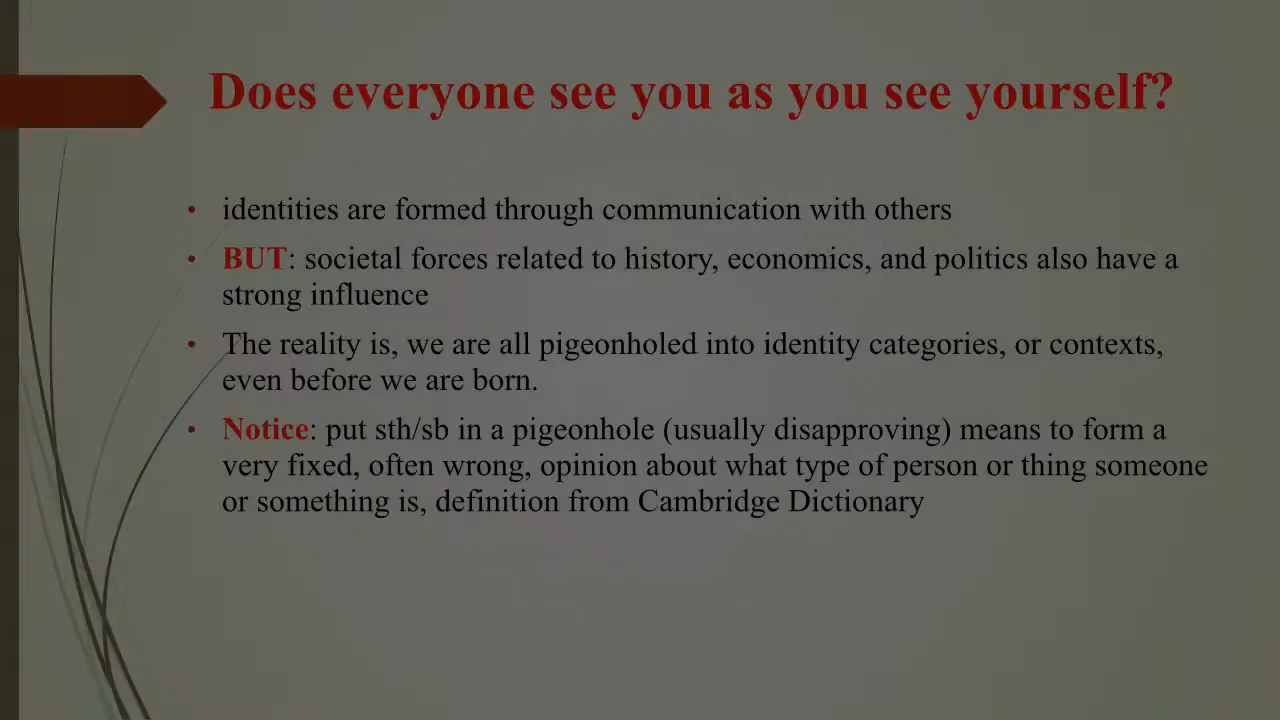 Does everyone see you as you see yourself?
• identities are formed through communication with others
• BUT: societal forces related to history, economics, and politics also have a
strong influence
• The reality is, we are all pigeonholed into identity categories, or contexts,
even before we are born.
• Notice: put sth/sb in a pigeonhole (usually disapproving) means to form a
very fixed, often wrong, opinion about what type of person or thing someone
or something is, definition from Cambridge Dictionary